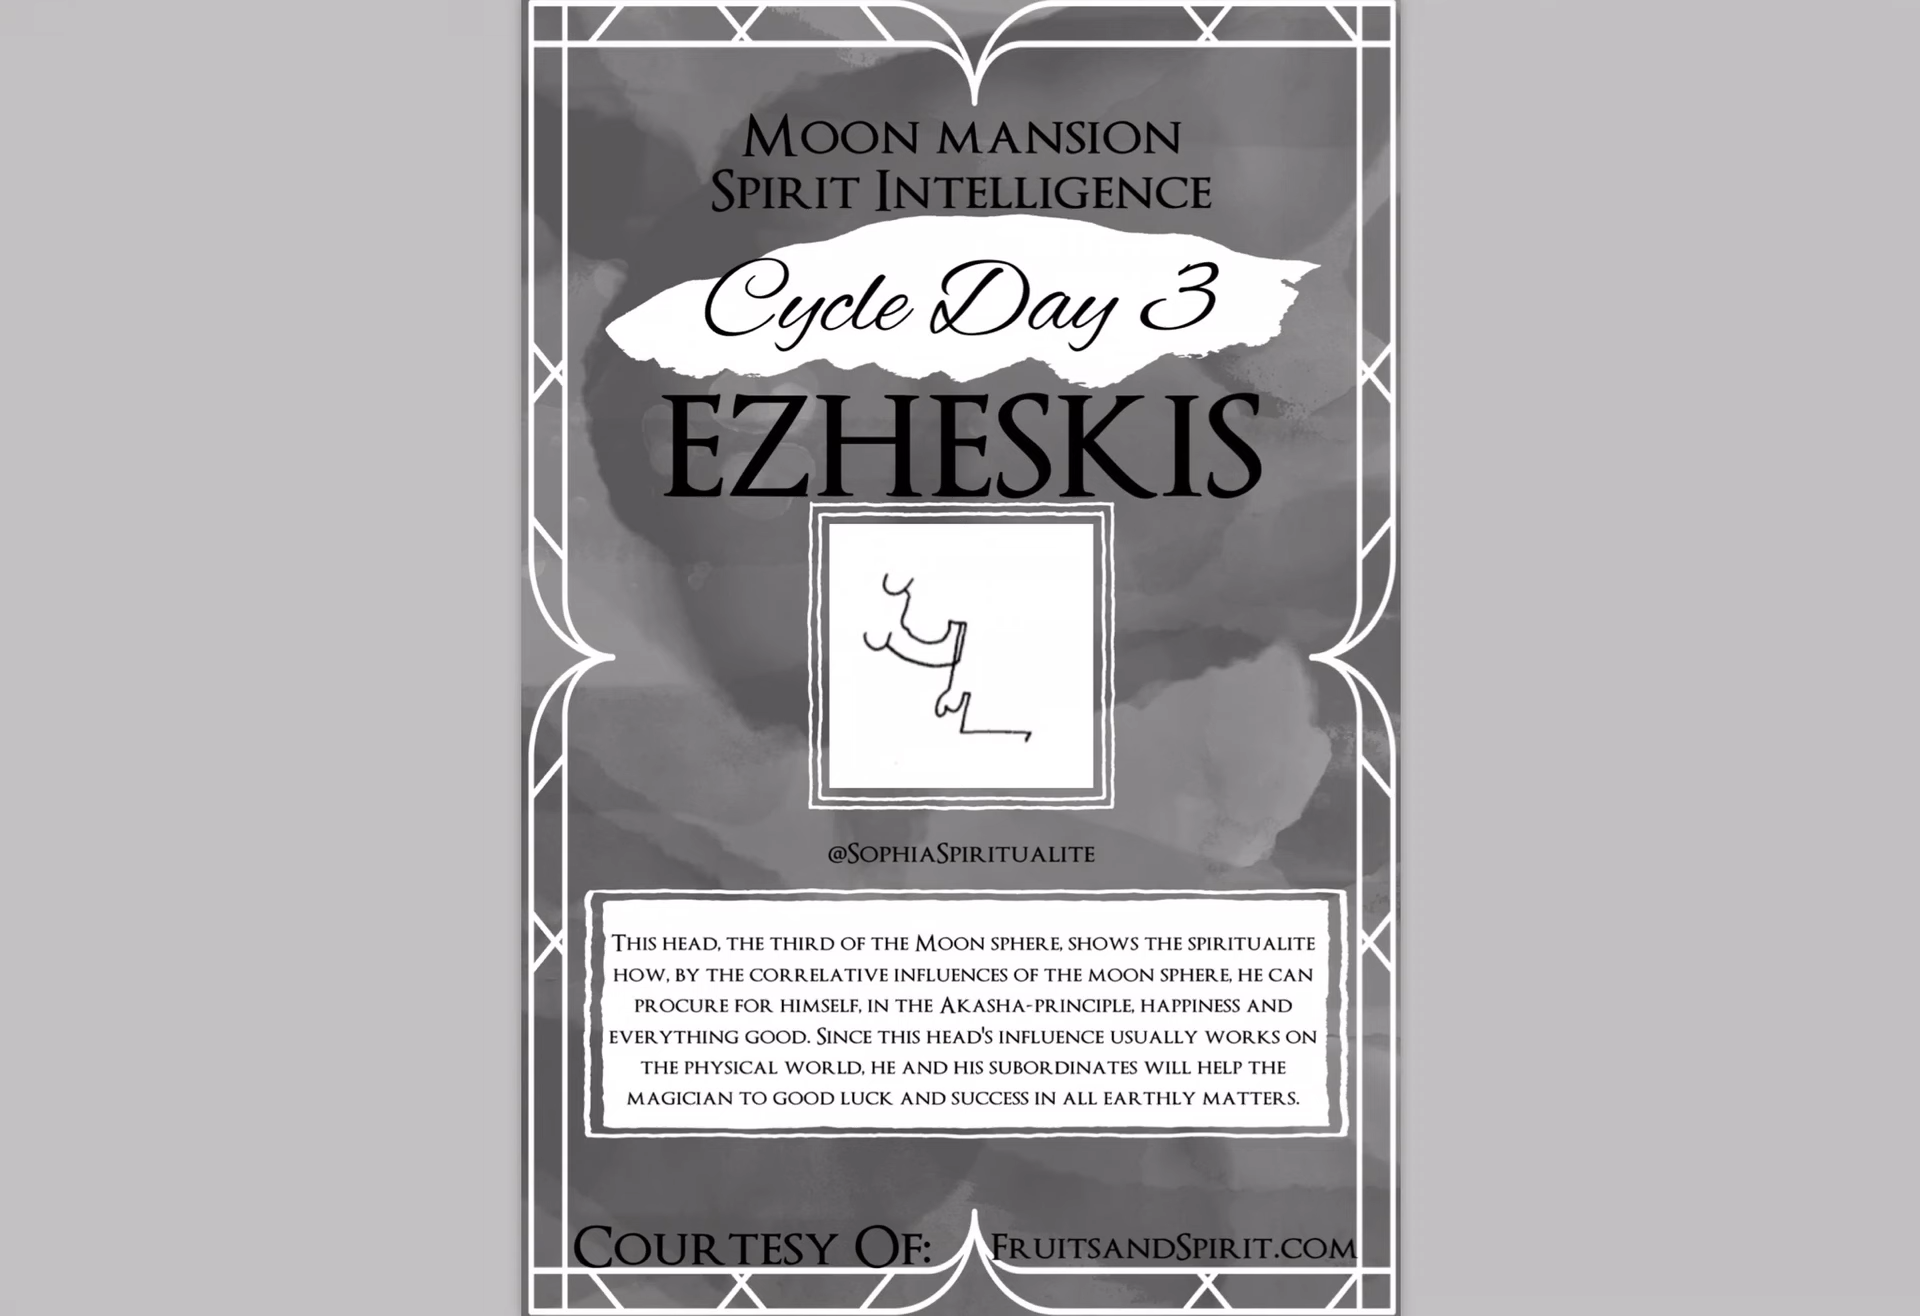 Moon mansion
Spirit Intelligence
Cycle Day 3
EZHESKIS
@SophiaSpiritualite
This head, the third of the Moon sphere, shows the spiritualite
how, by the correlative influences of the moon sphere, he can
procure for himself, in the Akasha-principle, happiness and
everything good. Since this head's influence usually works on
the physical world, he and his subordinates will help the
magician to good luck and success in all earthly matters.
Courtesy Of: FruitsandSpirit.com